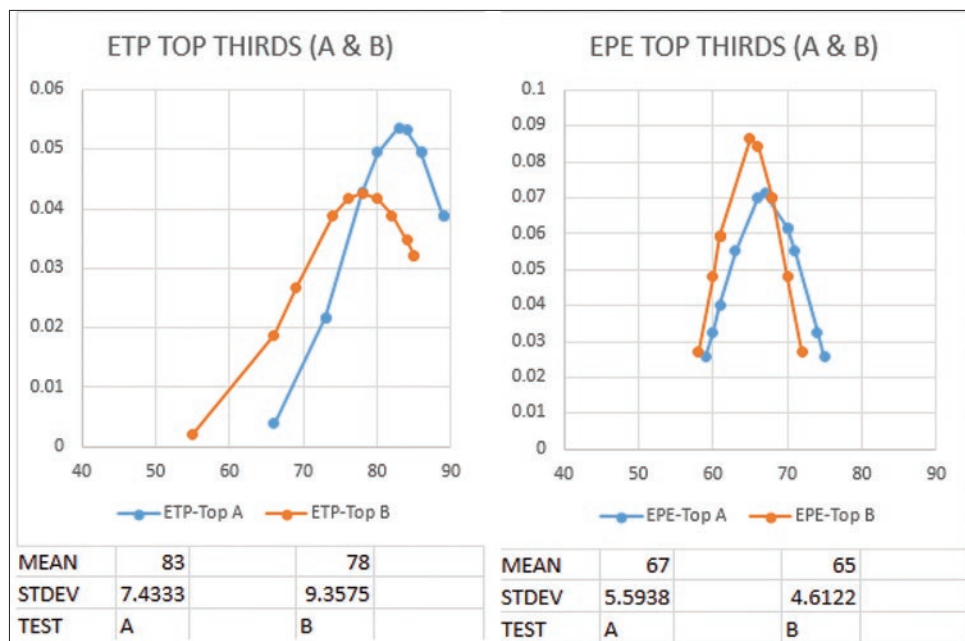 ETP TOP THIRDS (A & B)
0.06
0.05
0.04
0.03
0.02
0.01
0
40 50 60 70 80 90
ETP-Top A ETP-Top B
MEAN 83 78
STDEV 7.4333 9.3575
TEST A B
EPE TOP THIRDS (A & B)
0.1
0.09
0.08
0.07
0.06
0.05
0.04
0.03
0.02
0.01
0
40 50 60 70 80 90
EPE-Top A EPE-Top B
MEAN 67 65
STDEV 5.5938 4.6122
TEST A B